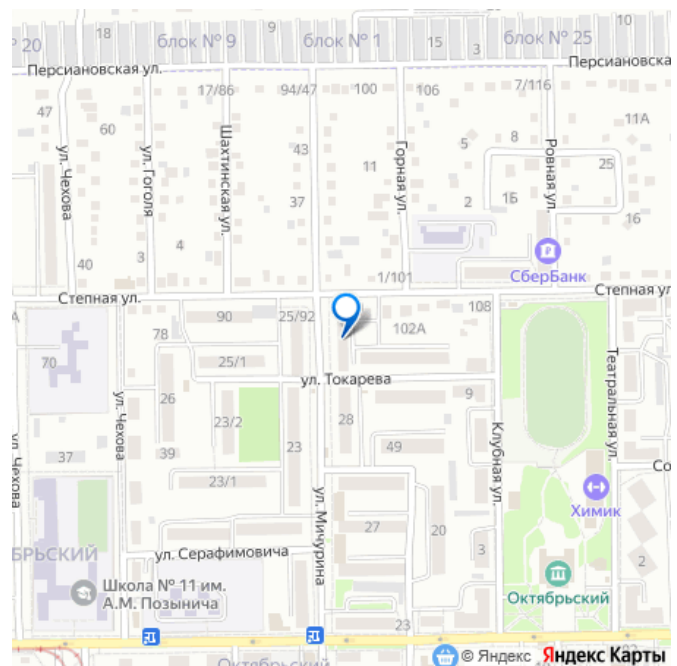 № 20
18
блок № 9
9
блок № 1
15
3
блок № 25
10
Персиановская ул.
Персиановска
47
60
17/86
94/47
100
106
7/116
11А
ул. Чехова
ул. Гоголя
Шахтинская ул.
43
37
11
Горная ул.
5
8
2
1Б
Ровная ул.
25
16
40
3
4
СберБанк
1/101
Степная ул.
Степная ул
70
78
90
25/92
102А
108
25/1
26
ул. Токарева
23/2
28
9
Театральная ул.
ул. Чехова
39
23
49
Клубная ул.
ул. Чехова
37
23/1
Со
Химик
ул. Мичурина
27
20
3
2
БРЬСКИЙ
ул. Серафимовича
Школа № 11 им.
А.М. Позынича
Октябрьский
23
Октябрьский
© Яндекс Яндекс Карты